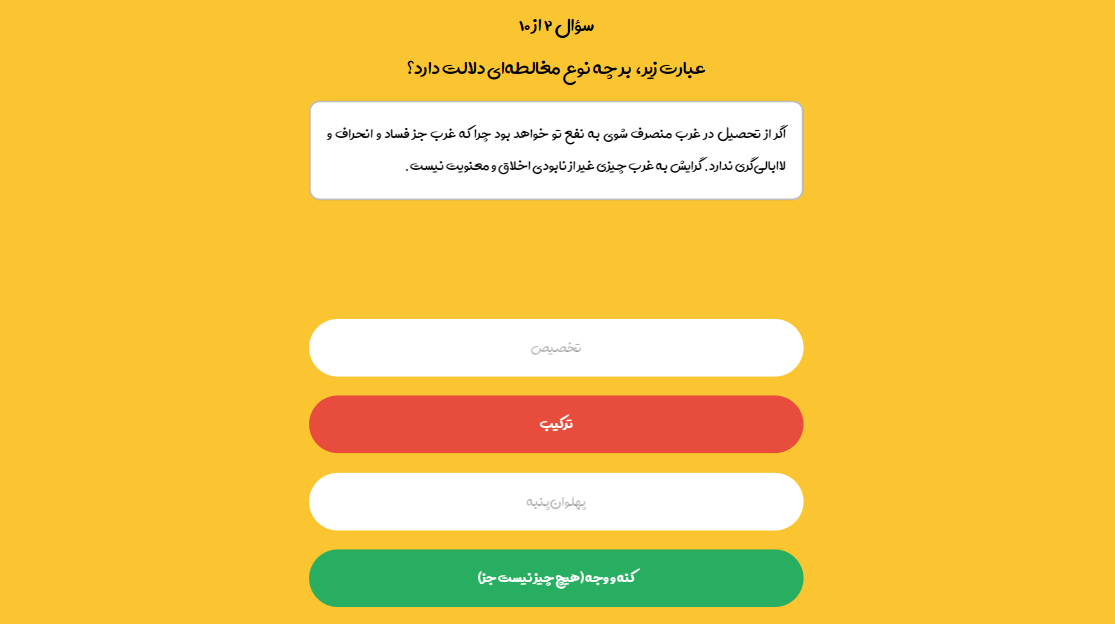 سؤال ۲ از ۱۰
عبارت زیر، بر چه نوع مغالطه‌ای دلالت دارد؟
اگر از تحصیل در غرب منصرف شوی به نفع تو خواهد بود چرا که غرب جز فساد و انحراف و
لاابالی‌گری ندارد. گرایش به غرب چیزی غیر از نابودی اخلاق و معنویت نیست.
تخصیص
ترکیب
پهلوان‌پنبه
کنه و وجه (هیچ چیز نیست جز)